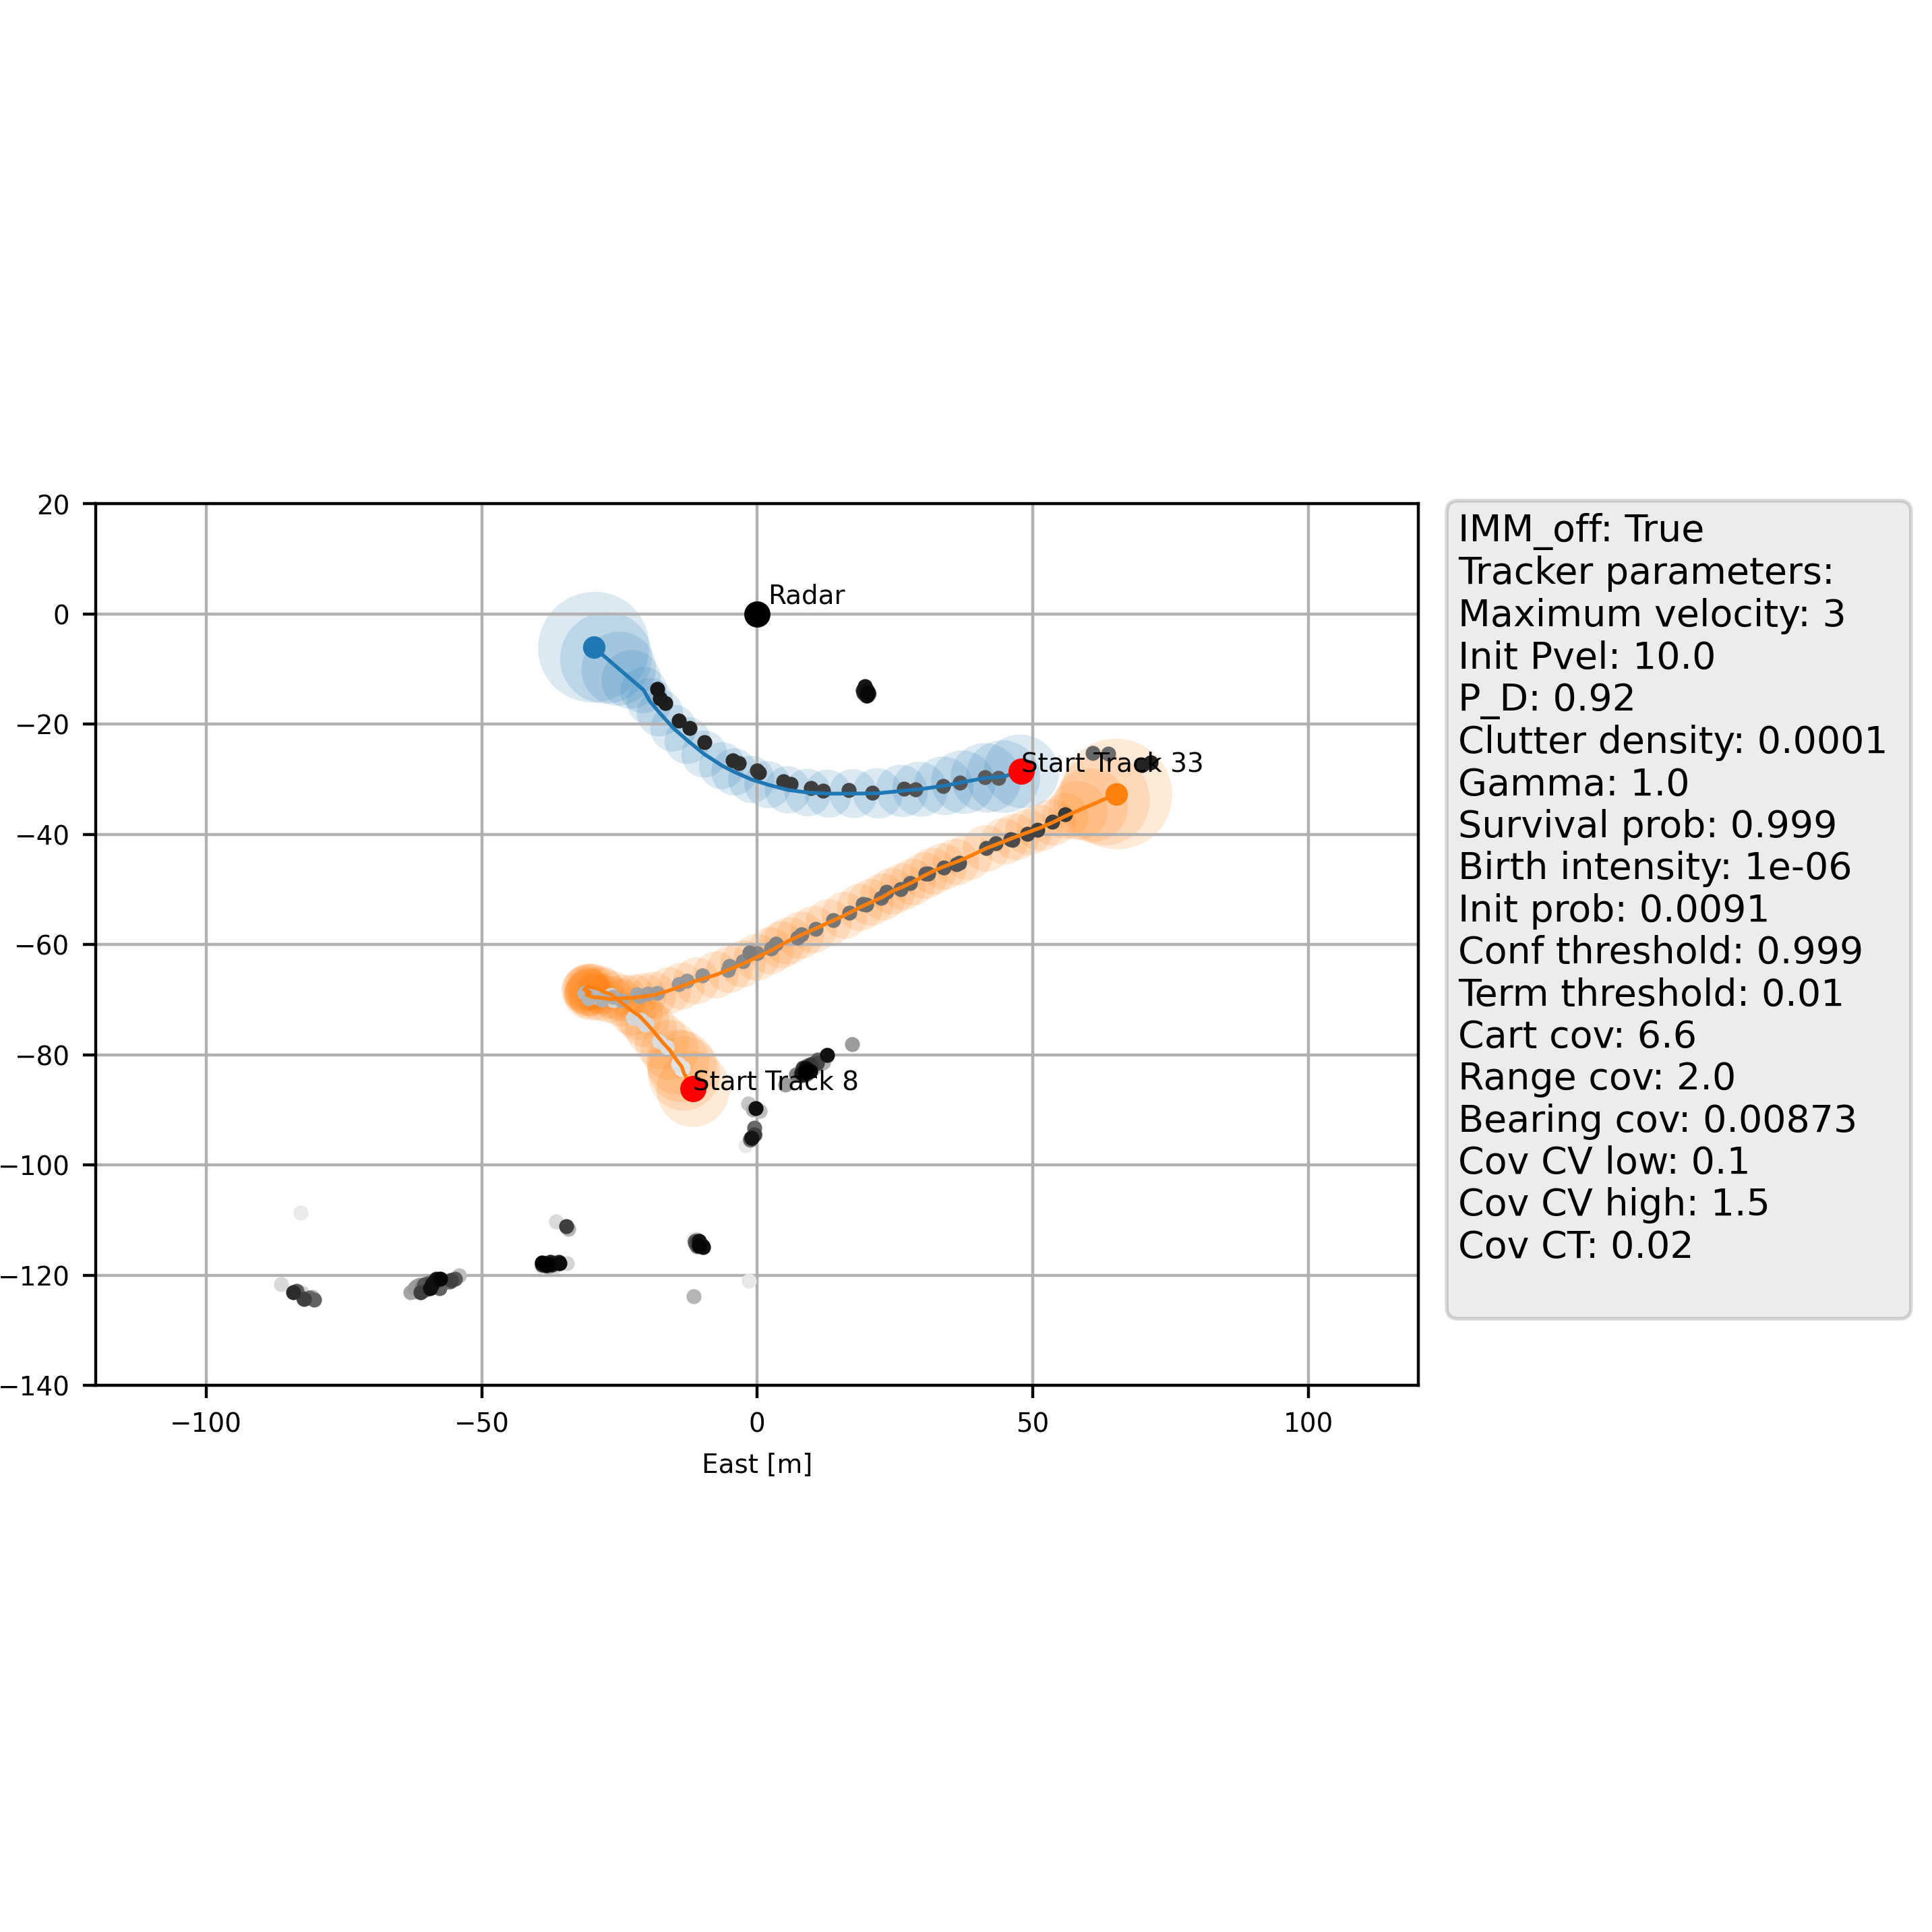 20
0
−20
−40
−60
−80
−100
−120
−140
−100
−50
0
50
100
East [m]
Radar
Start Track 33
Start Track 8
IMM_off: True
Tracker parameters:
Maximum velocity: 3
Init Pvel: 10.0
P_D: 0.92
Clutter density: 0.0001
Gamma: 1.0
Survival prob: 0.999
Birth intensity: 1e-06
Init prob: 0.0091
Conf threshold: 0.999
Term threshold: 0.01
Cart cov: 6.6
Range cov: 2.0
Bearing cov: 0.00873
Cov CV low: 0.1
Cov CV high: 1.5
Cov CT: 0.02